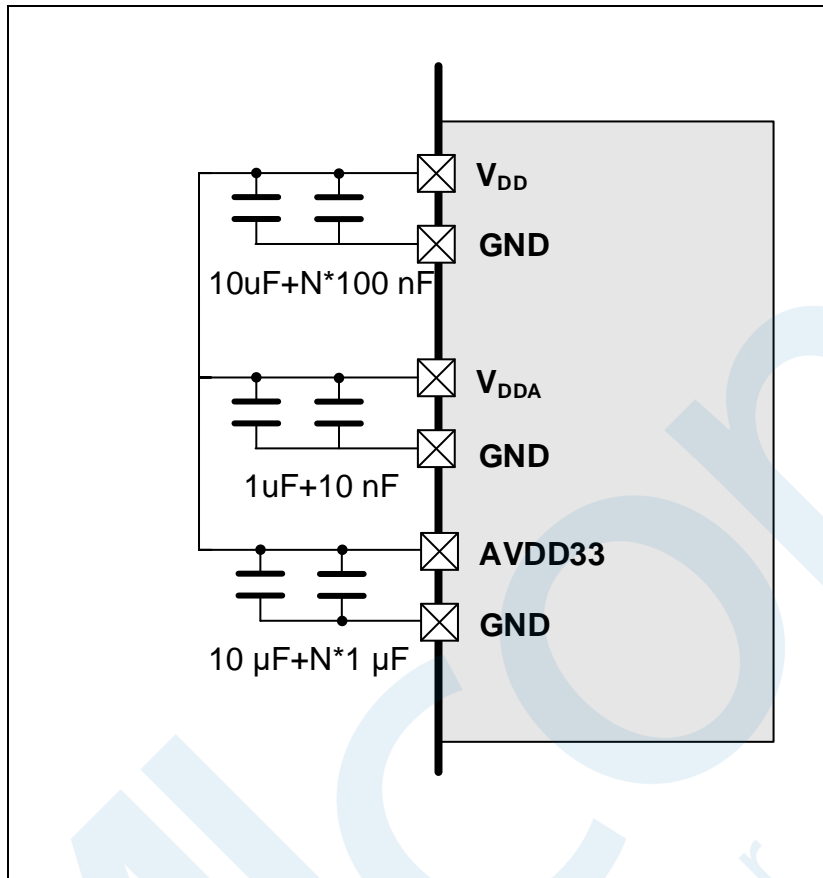 VDD
GND
10uF+N*100 nF
VDDA
GND
1uF+10 nF
AVDD33
GND
10 µF+N*1 µF